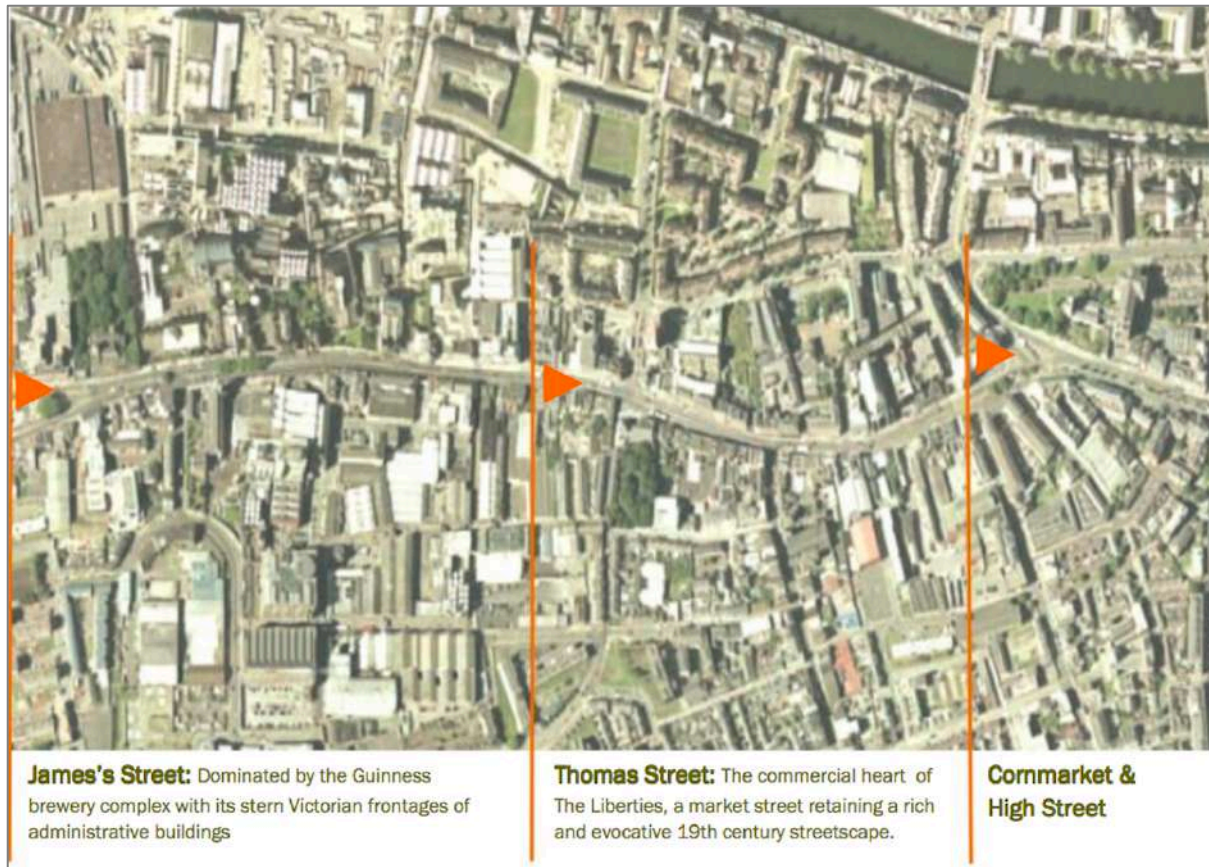 James's Street: Dominated by the Guinness
brewery complex with its stern Victorian frontages of
administrative buildings
Thomas Street: The commercial heart of
The Liberties, a market street retaining a rich
and evocative 19th century streetscape.
Cornmarket &
High Street